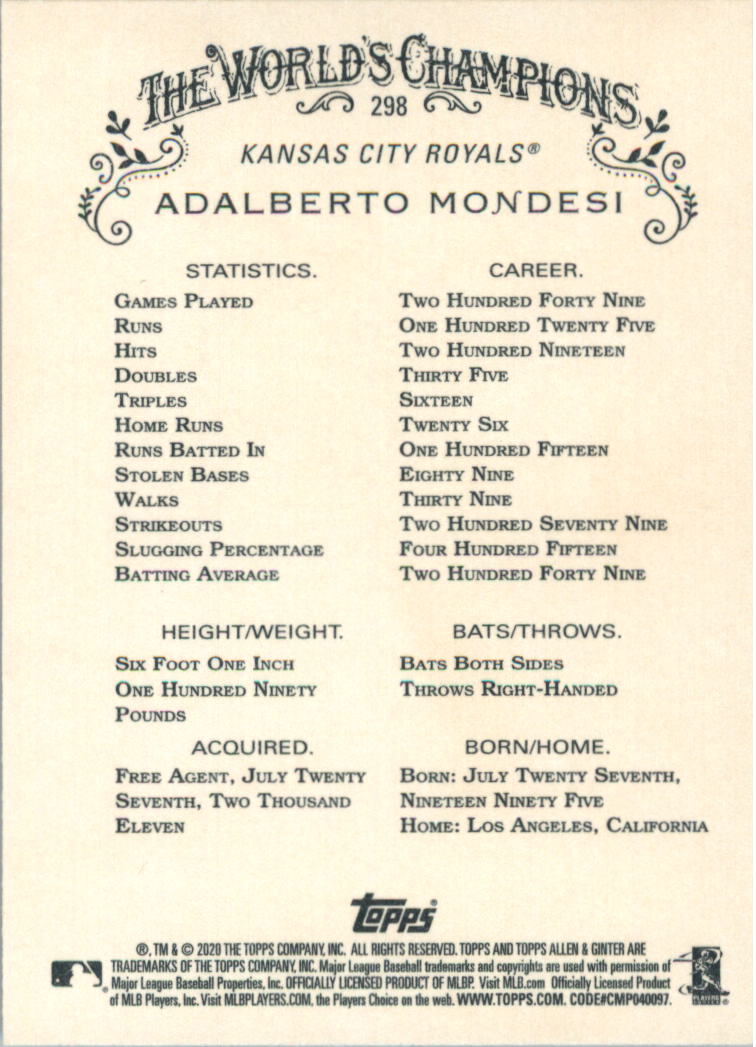 THE WORLD'S CHAMPIONS
298
KANSAS CITY ROYALS®
ADALBERTO MONDESI
STATISTICS. CAREER.
GAMES PLAYED TWO HUNDRED FORTY NINE
RUNS ONE HUNDRED TWENTY FIVE
HITS TWO HUNDRED NINETEEN
DOUBLES THIRTY FIVE
TRIPLES SIXTEEN
HOME RUNS TWENTY SIX
RUNS BATTED IN ONE HUNDRED FIFTEEN
STOLEN BASES EIGHTY NINE
WALKS THIRTY NINE
STRIKEOUTS TWO HUNDRED SEVENTY NINE
SLUGGING PERCENTAGE FOUR HUNDRED FIFTEEN
BATTING AVERAGE TWO HUNDRED FORTY NINE
HEIGHT/WEIGHT.
SIX FOOT ONE INCH
ONE HUNDRED NINETY
POUNDS
BATS/THROWS.
BATS BOTH SIDES
THROWS RIGHT-HANDED
ACQUIRED.
FREE AGENT, JULY TWENTY
SEVENTH, TWO THOUSAND
ELEVEN
BORN/HOME.
BORN: JULY TWENTY SEVENTH,
NINETEEN NINETY FIVE
HOME: LOS ANGELES, CALIFORNIA
topps®
®, TM & © 2020 THE TOPPS COMPANY, INC. ALL RIGHTS RESERVED. TOPPS AND TOPPS ALLEN & GINTER ARE
TRADEMARKS OF THE TOPPS COMPANY, INC. Major League Baseball trademarks and copyrights are used with permission of
Major League Baseball Properties, Inc. OFFICIALLY LICENSED PRODUCT OF MLBP. Visit MLB.com Officially Licensed Product
of MLB Players, Inc. Visit MLBPLAYERS.COM, the Players Choice on the web. WWW.TOPPS.COM. CODE#CMP040097.